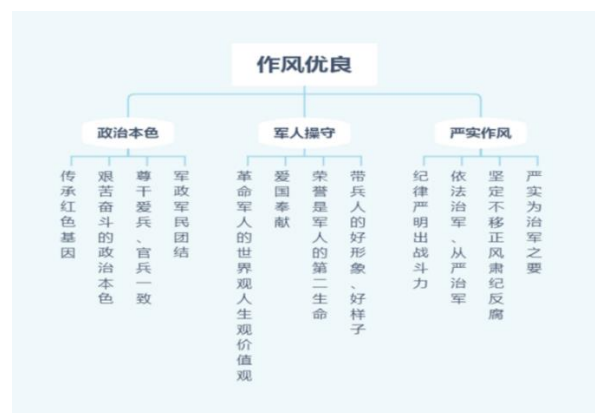 作风优良
政治本色
军人操守
严实作风
传承红色基因
艰苦奋斗的政治本色
尊干爱兵、官兵一致
军政军民团结
革命军人的世界观人生观价值观
爱国奉献
荣誉是军人的第二生命
带兵人的好形象、好样子
纪律严明出战斗力
依法治军、从严治军
坚定不移正风肃纪反腐
严实为治军之要